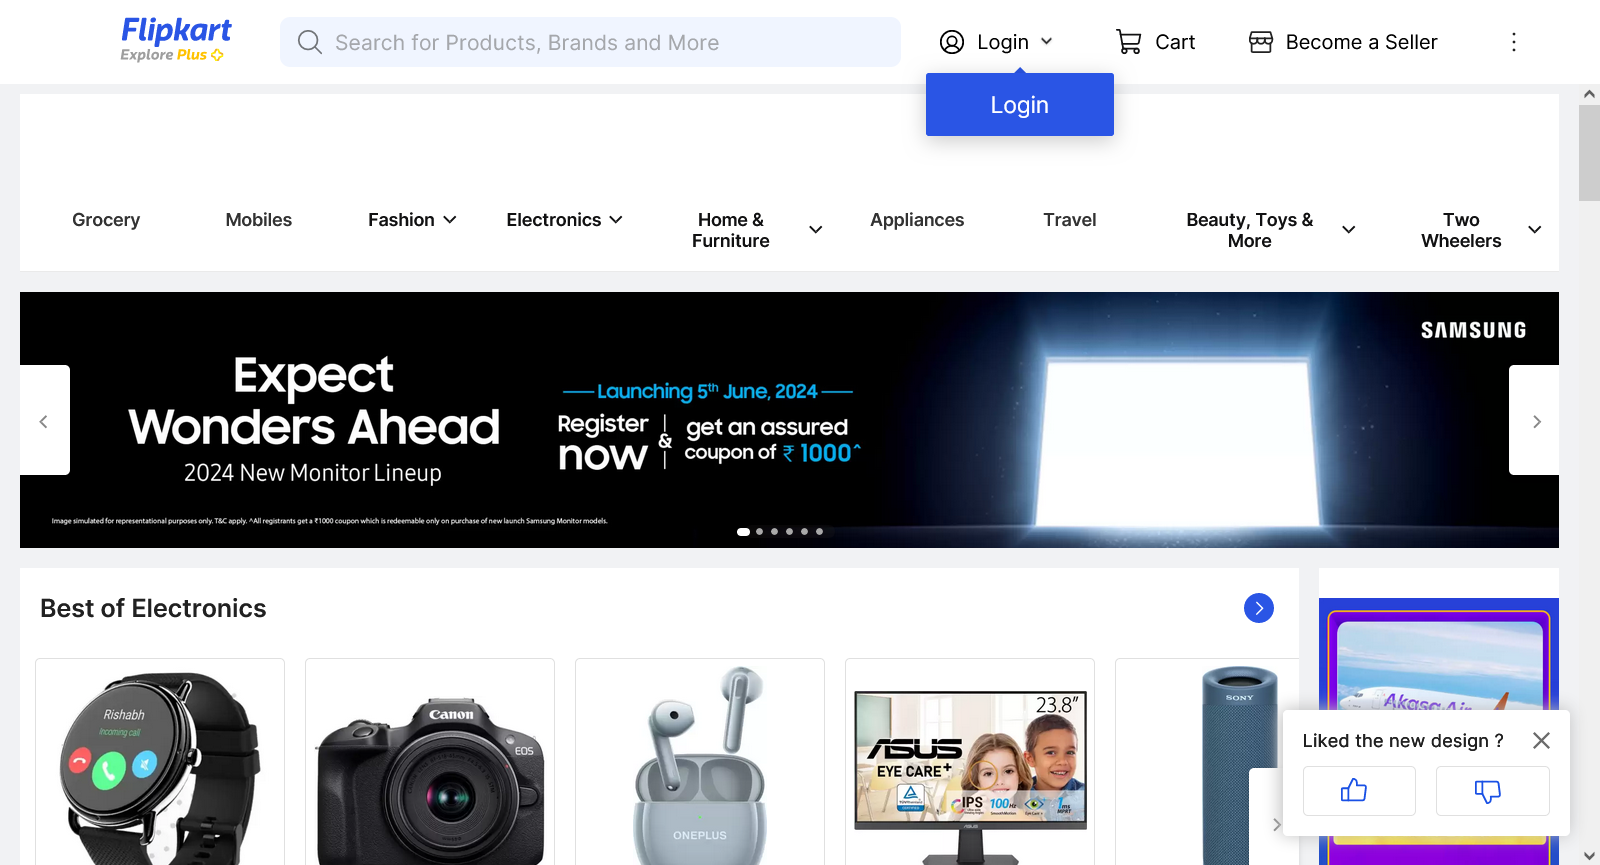 Flipkart
Explore Plus
Search for Products, Brands and More
Login
Cart
Become a Seller
Login
Grocery
Mobiles
Fashion
Electronics
Home &
Furniture
Appliances
Travel
Beauty, Toys &
More
Two
Wheelers
SAMSUNG
Expect
Wonders Ahead
2024 New Monitor Lineup
Launching 5th June, 2024
Register
now
&
get an assured
coupon of ₹ 1000^
Image simulated for representational purposes only. T&C apply. ^All registrants get a ₹1000 coupon which is redeemable only on purchase of new launch Samsung Monitor models.
Best of Electronics
Rishabh
Incoming call
Canon
EOS
ONEPLUS
23.8”
ASUS
EYE CARE+
IPS
100Hz
SONY
Akasa Air
Liked the new design ?